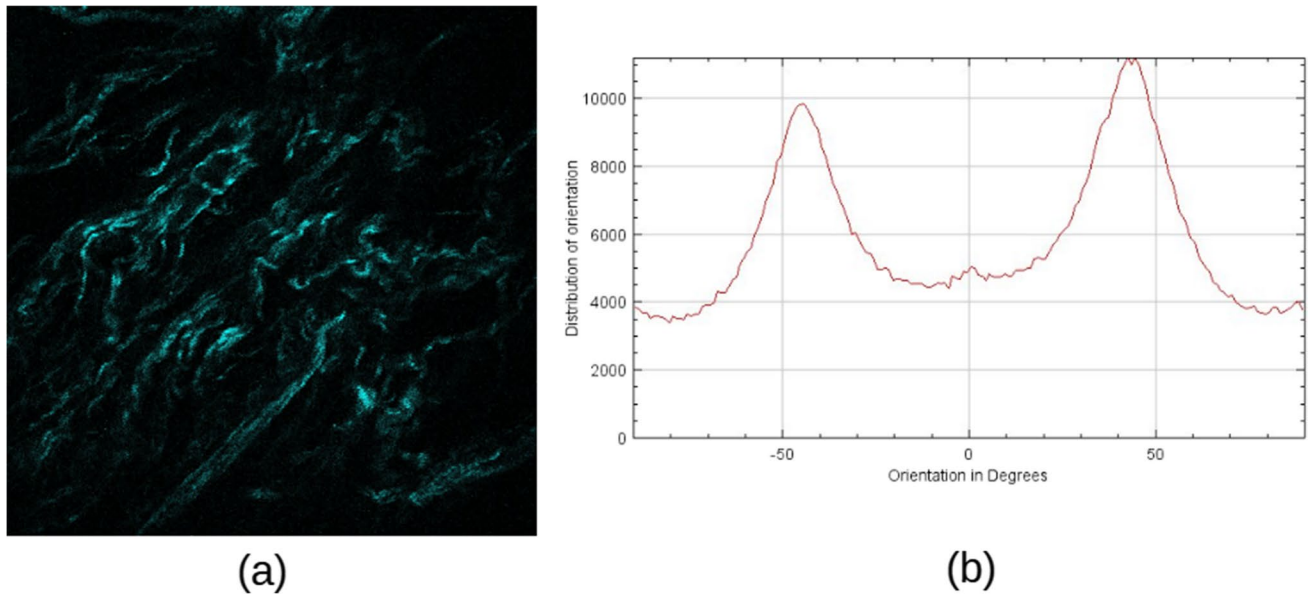 10000
8000
6000
4000
2000
0
Distribution of orientation
-50
0
50
Orientation in Degrees
(a)
(b)